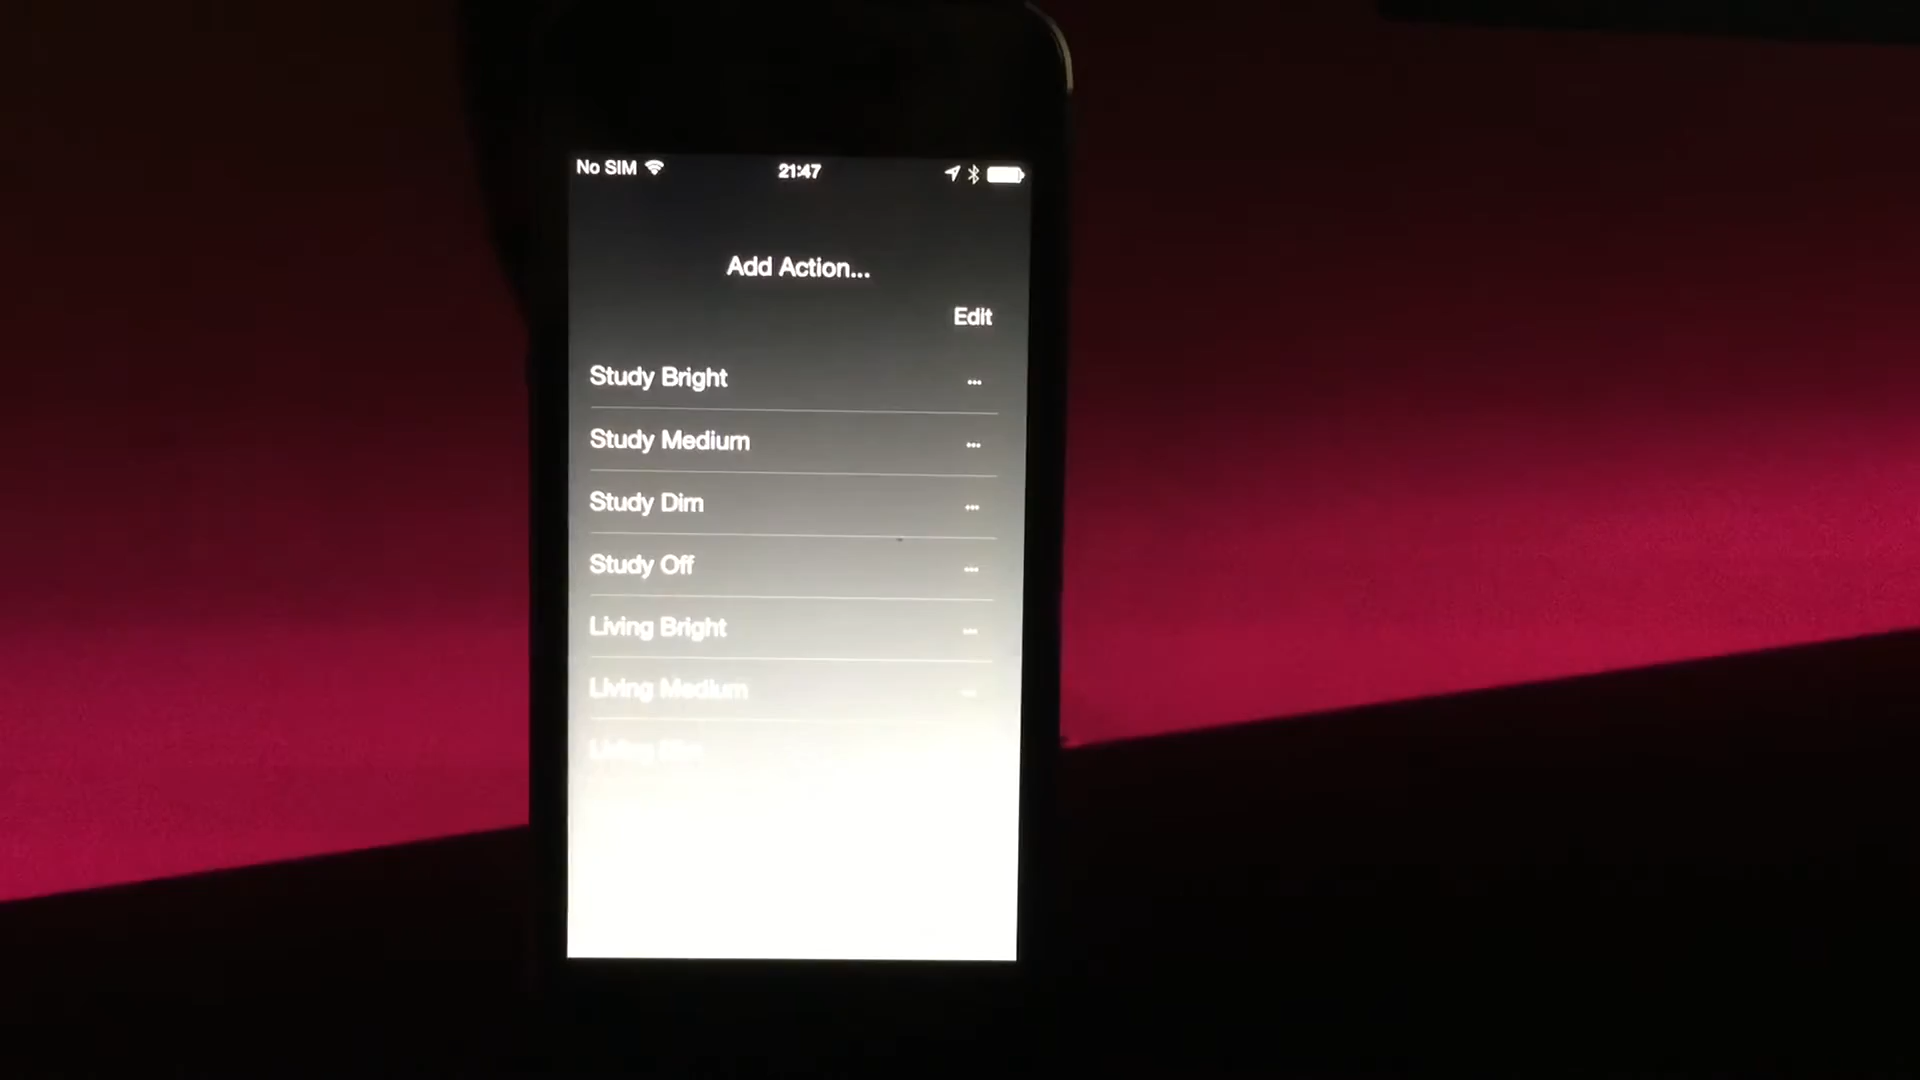 No SIM 21:47
Add Action...
Edit
Study Bright ...
Study Medium ...
Study Dim ...
Study Off ...
Living Bright ...
Living Medium ...
Living